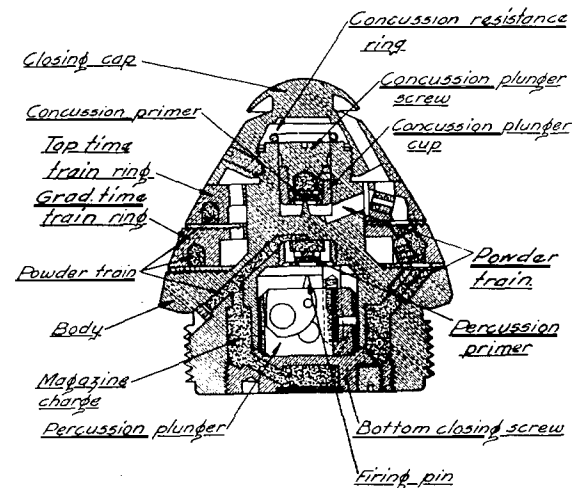 Concussion resistance
ring
Closing cap
Concussion plunger
screw
Concussion primer
Concussion plunger
cup
Top time
train ring
Grad. time
train ring
Powder train
Powder
train
Body
Percussion
primer
Magazine
charge
Percussion plunger
Bottom closing screw
Firing pin